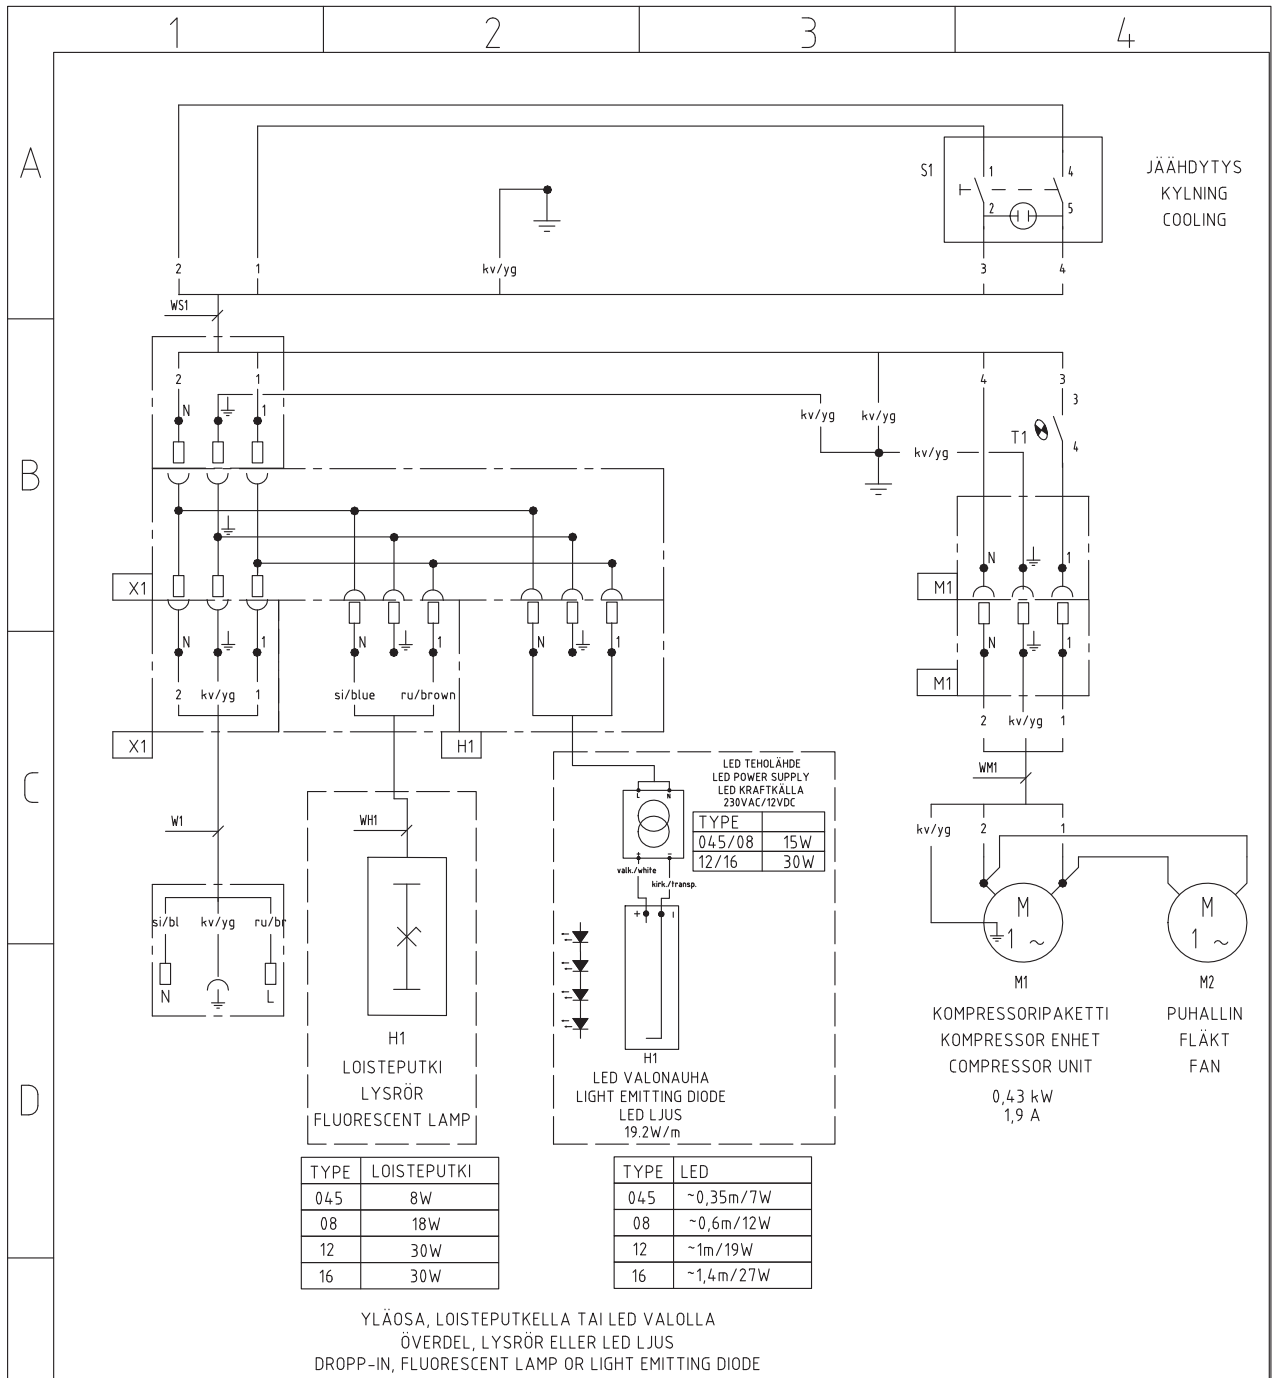 1 2 3 4
A
S1
1 4
2 5
JÄÄHDYTYS
KYLNING
COOLING
2 1 kv/yg 3 4
WS1
B
2 1 4 3
N 1
kv/yg kv/yg kv/yg
T1
3
4
N 1
X1
M1
N 1 N 1 N 1 N 1
M1
2 kv/yg 1 si/blue ru/brown
2 kv/yg 1
X1
H1
C
LED TEHOLÄHDE
LED POWER SUPPLY
LED KRAFTKÄLLA
230VAC/12VDC
L N
TYPE
045/08 15W
12/16 30W
+ -
valk./white
kirk./transp.
+ -
WM1
W1
WH1
kv/yg 2 1
si/bl kv/yg ru/br
N L
M
1 ~
M
1 ~
M1
M2
KOMPRESSORIPAKETTI
KOMPRESSOR ENHET
COMPRESSOR UNIT
0,43 kW
1,9 A
PUHALLIN
FLÄKT
FAN
D
H1
LOISTEPUTKI
LYSRÖR
FLUORESCENT LAMP
H1
LED VALONAUHA
LIGHT EMITTING DIODE
LED LJUS
19.2W/m
TYPE LOISTEPUTKI
045 8W
08 18W
12 30W
16 30W
TYPE LED
045 ~0,35m/7W
08 ~0,6m/12W
12 ~1m/19W
16 ~1,4m/27W
YLÄOSA, LOISTEPUTKELLA TAI LED VALOLLA
ÖVERDEL, LYSRÖR ELLER LED LJUS
DROPP-IN, FLUORESCENT LAMP OR LIGHT EMITTING DIODE